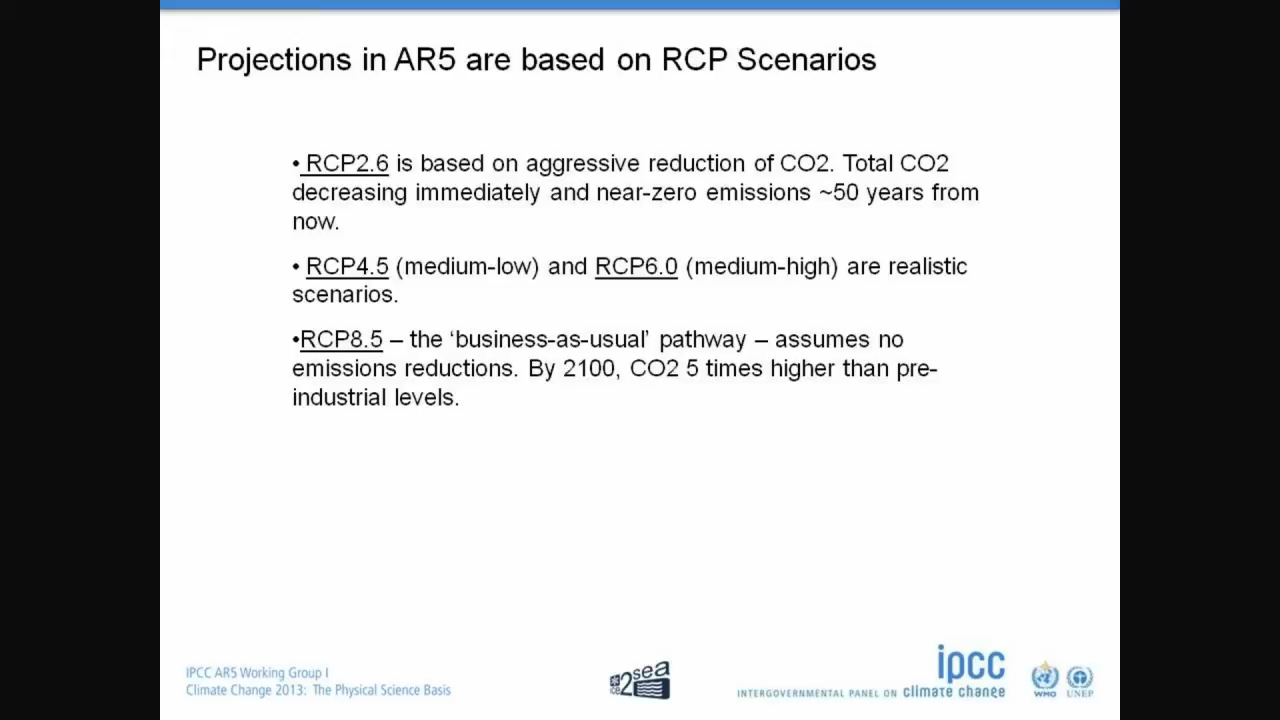 Projections in AR5 are based on RCP Scenarios
• RCP2.6 is based on aggressive reduction of CO2. Total CO2
decreasing immediately and near-zero emissions ~50 years from
now.
• RCP4.5 (medium-low) and RCP6.0 (medium-high) are realistic
scenarios.
•RCP8.5 – the ‘business-as-usual’ pathway – assumes no
emissions reductions. By 2100, CO2 5 times higher than pre-
industrial levels.
IPCC AR5 Working Group I
Climate Change 2013: The Physical Science Basis
ice2sea
ipcc
INTERGOVERNMENTAL PANEL ON climate change
WMO
UNEP